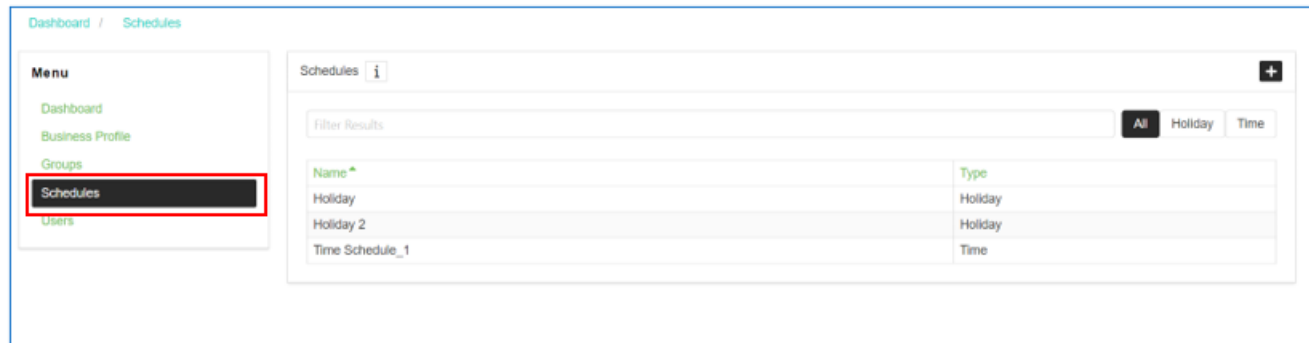 Dashboard / Schedules
Menu
Dashboard
Business Profile
Groups
Schedules
Users
Schedules i +
Filter Results All Holiday Time
Name Type
Holiday Holiday
Holiday 2 Holiday
Time Schedule_1 Time